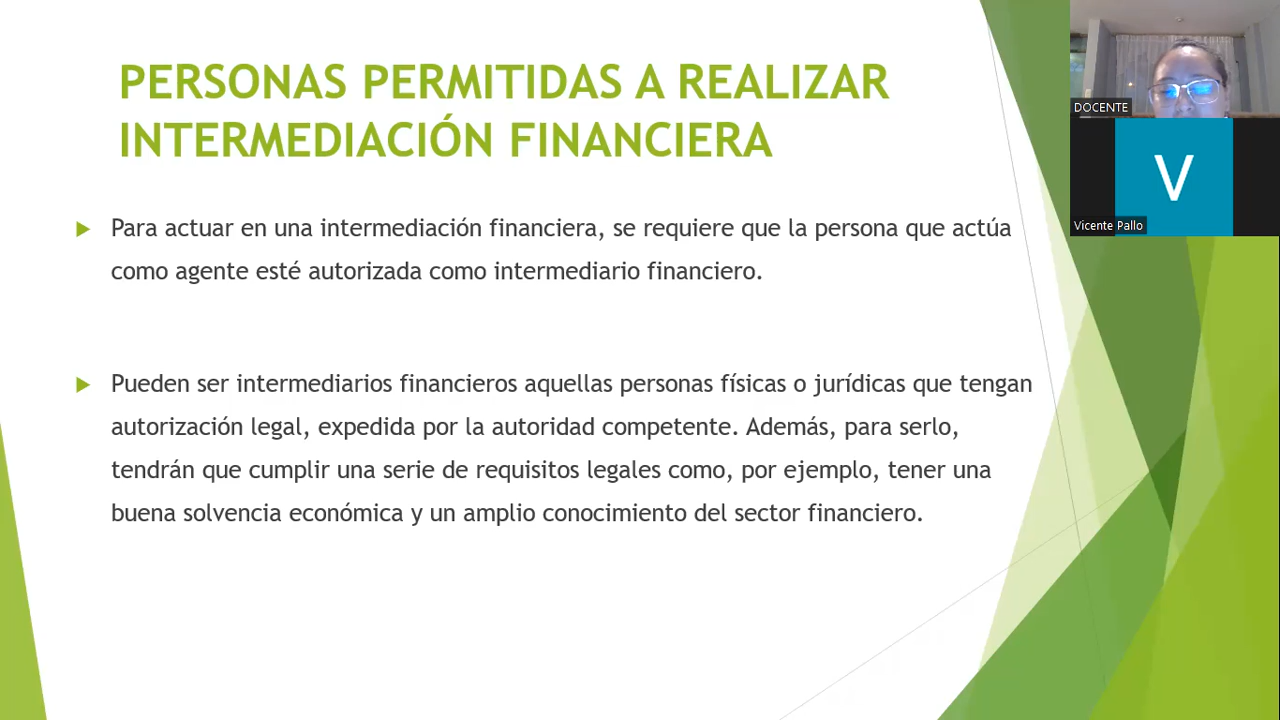 PERSONAS PERMITIDAS A REALIZAR
INTERMEDIACIÓN FINANCIERA
Para actuar en una intermediación financiera, se requiere que la persona que actúa
como agente esté autorizada como intermediario financiero.
Pueden ser intermediarios financieros aquellas personas físicas o jurídicas que tengan
autorización legal, expedida por la autoridad competente. Además, para serlo,
tendrán que cumplir una serie de requisitos legales como, por ejemplo, tener una
buena solvencia económica y un amplio conocimiento del sector financiero.
DOCENTE
V
Vicente Pallo